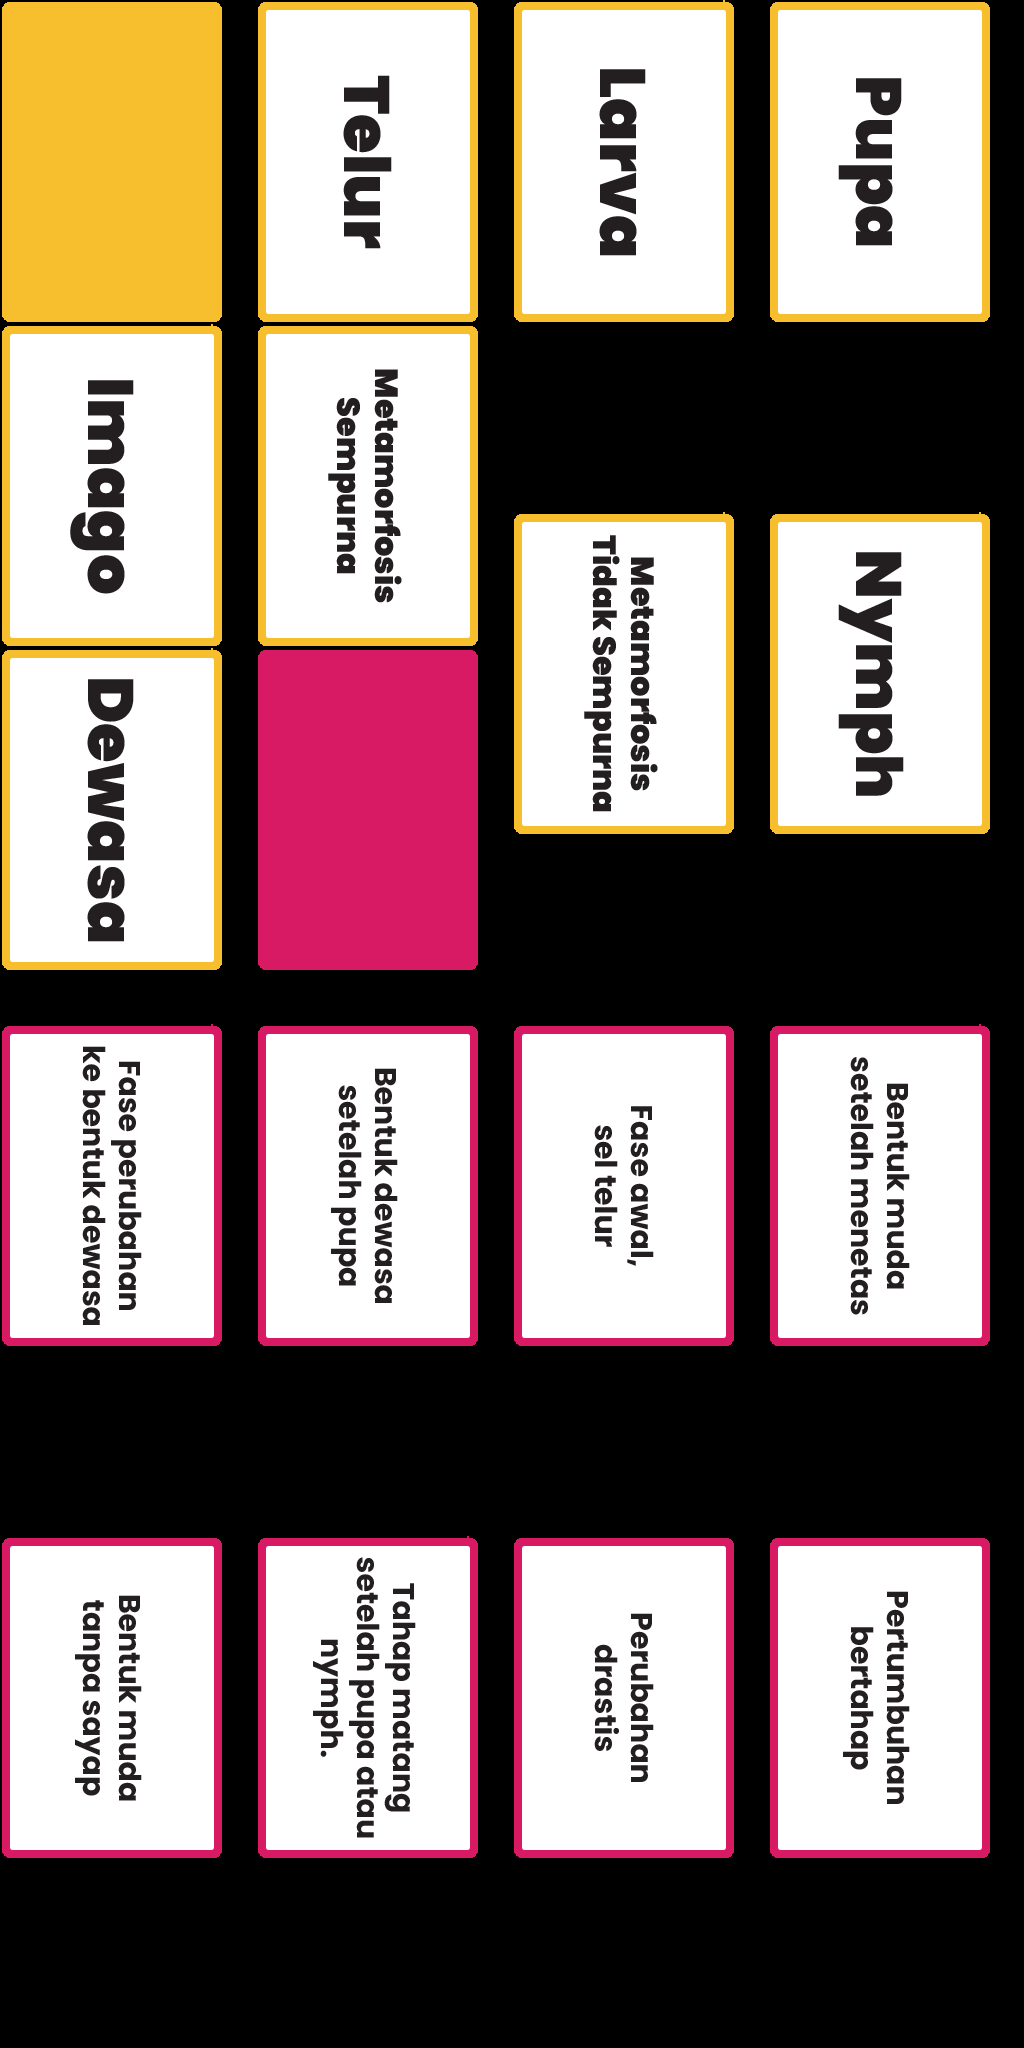 Telur
Larva
Pupa
Imago
Metamorfosis
Sempurna
Metamorfosis
Tidak Sempurna
Nymph
Dewasa
Fase perubahan
ke bentuk dewasa
Bentuk dewasa
setelah pupa
Fase awal,
sel telur
Bentuk muda
setelah menetas
Bentuk muda
tanpa sayap
Tahap matang
setelah pupa atau
nymph.
Perubahan
drastis
Pertumbuhan
bertahap